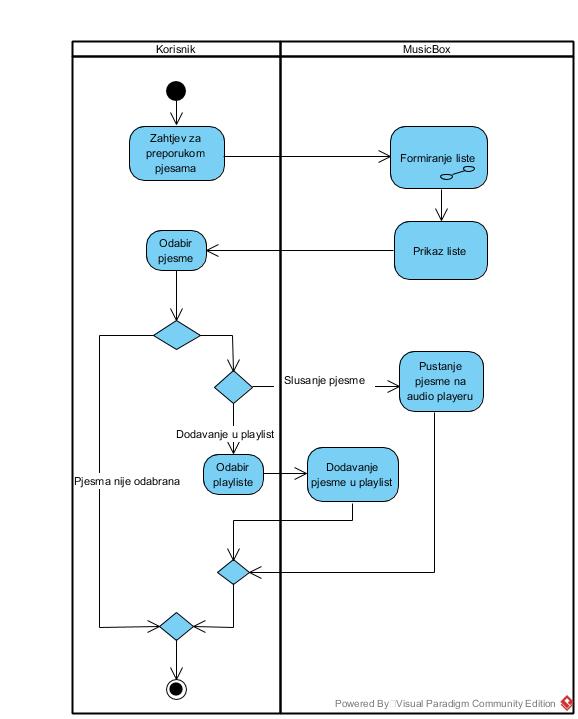 Korisnik
MusicBox
Zahtjev za
preporukom
pjesama
Formiranje liste
Odabir
pjesme
Prikaz liste
Slusanje pjesme
Pustanje
pjesme na
audio playeru
Dodavanje u playlist
Pjesma nije odabrana
Odabir
playliste
Dodavanje
pjesme u playlist
Powered By Visual Paradigm Community Edition